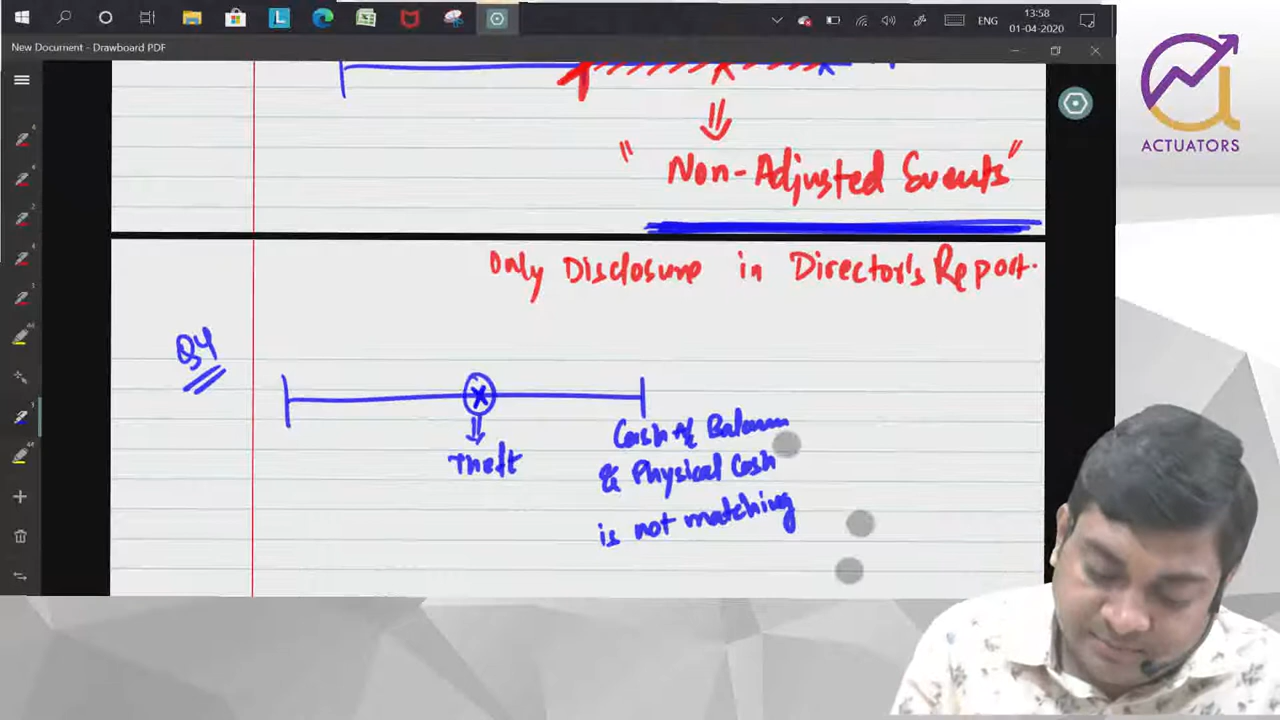 13:58
ENG
01-04-2020
New Document - Drawboard PDF
ACTUATORS
" Non-Adjusted Events"
Only Disclosure in Director's Report.
Q4
Theft
Cash A/c Balance
& Physical Cash
is not matching